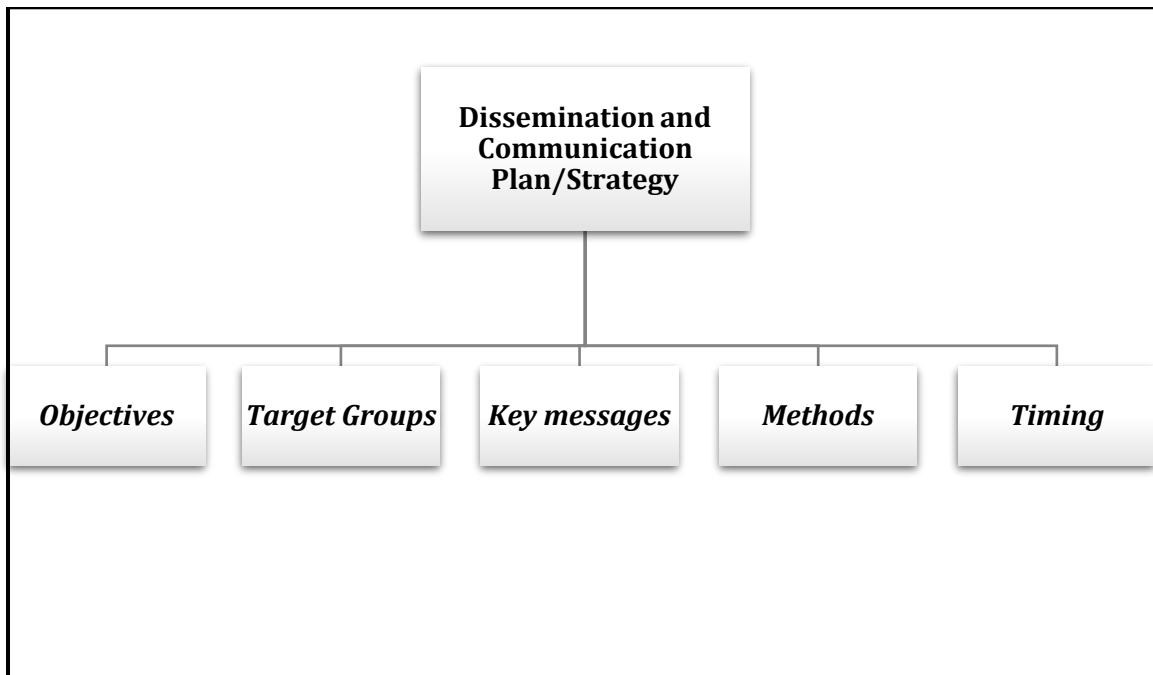 Dissemination and
Communication
Plan/Strategy
Objectives
Target Groups
Key messages
Methods
Timing